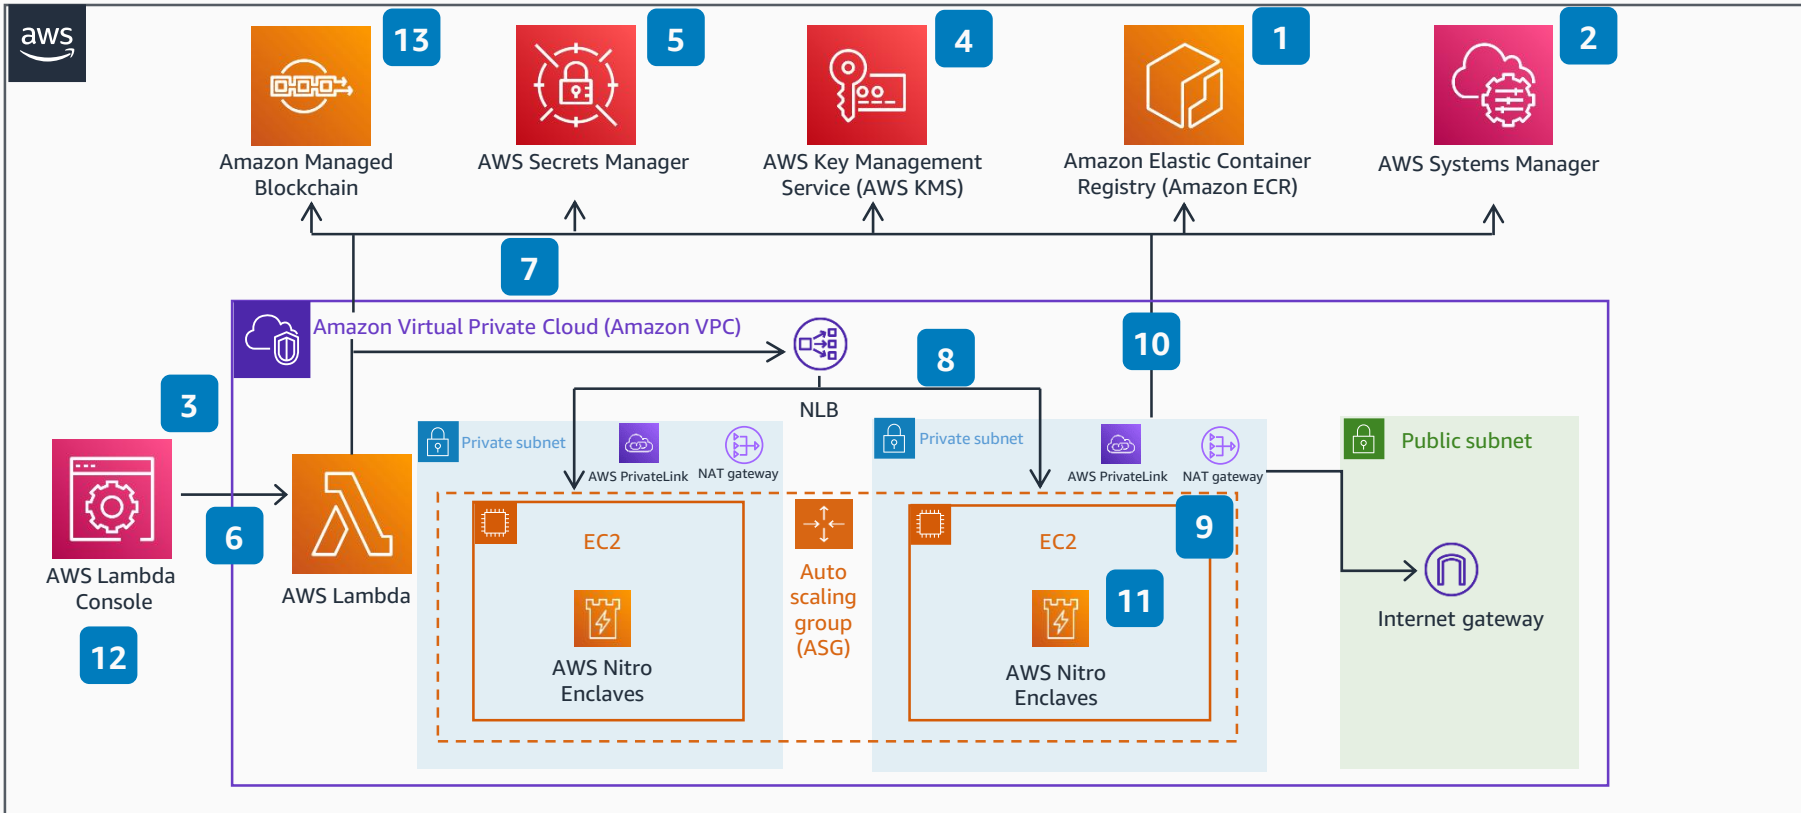 aws
13
5
4
1
2
Amazon Managed
Blockchain
AWS Secrets Manager
AWS Key Management
Service (AWS KMS)
Amazon Elastic Container
Registry (Amazon ECR)
AWS Systems Manager
7
Amazon Virtual Private Cloud (Amazon VPC)
10
8
3
NLB
Private subnet
AWS PrivateLink
NAT gateway
Private subnet
AWS PrivateLink
NAT gateway
Public subnet
6
9
EC2
EC2
AWS Lambda
Console
AWS Lambda
Auto
scaling
group
(ASG)
11
Internet gateway
12
AWS Nitro
Enclaves
AWS Nitro
Enclaves